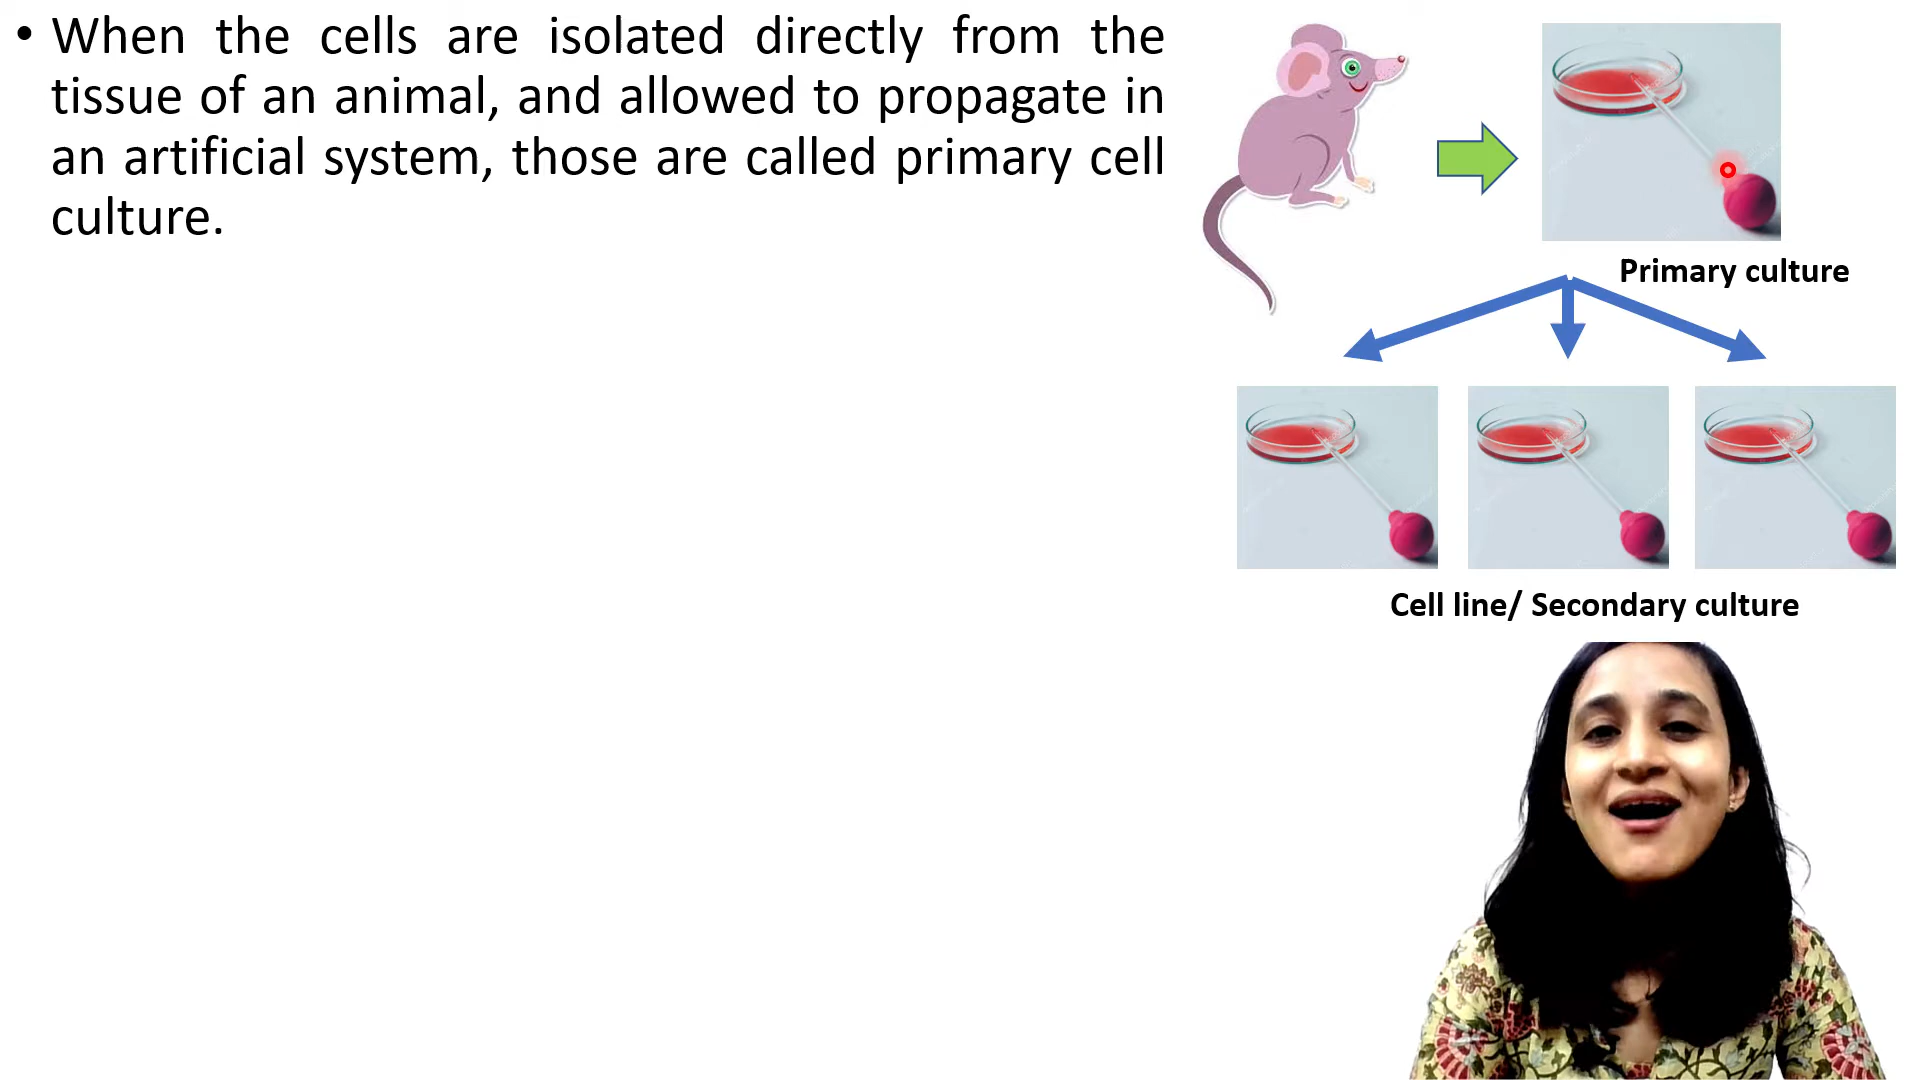 • When the cells are isolated directly from the
tissue of an animal, and allowed to propagate in
an artificial system, those are called primary cell
culture.
Primary culture
Cell line/ Secondary culture